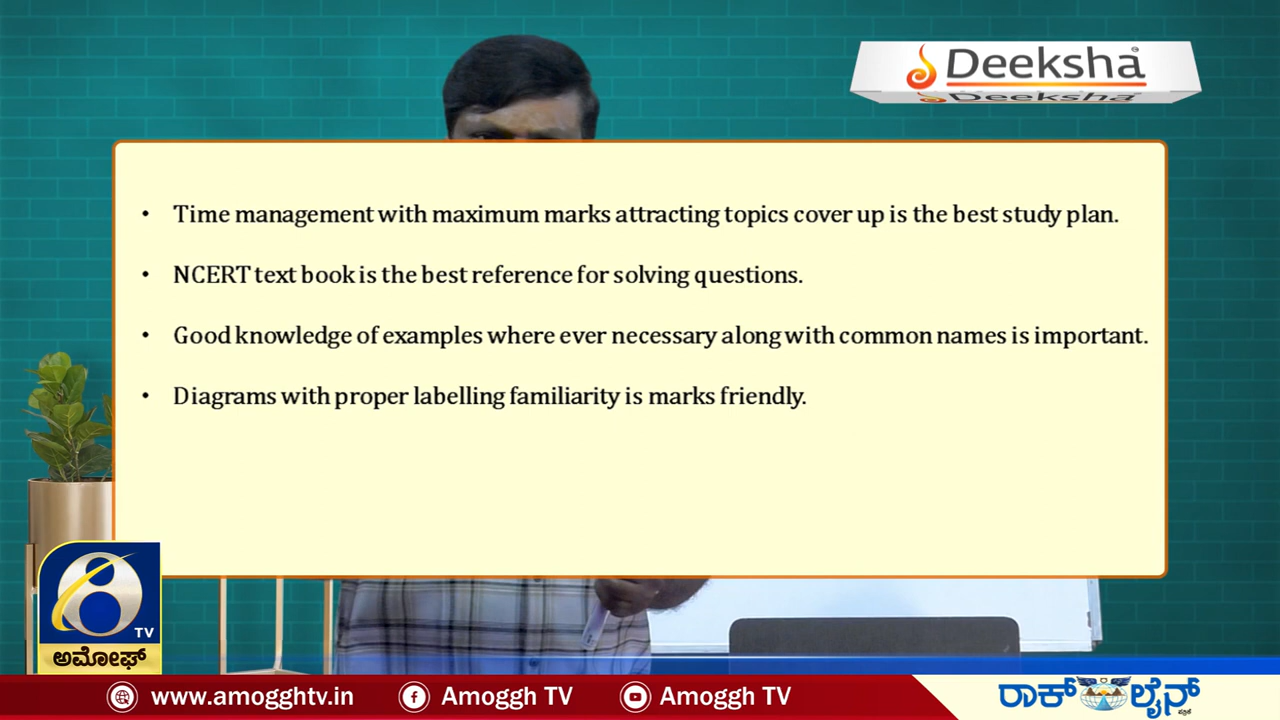 Deeksha
• Time management with maximum marks attracting topics cover up is the best study plan.
• NCERT text book is the best reference for solving questions.
• Good knowledge of examples where ever necessary along with common names is important.
• Diagrams with proper labelling familiarity is marks friendly.
TV
ಅಮೋಘ್
www.amogghtv.in Amoggh TV Amoggh TV
ರಾಕ್ ಲೈನ್